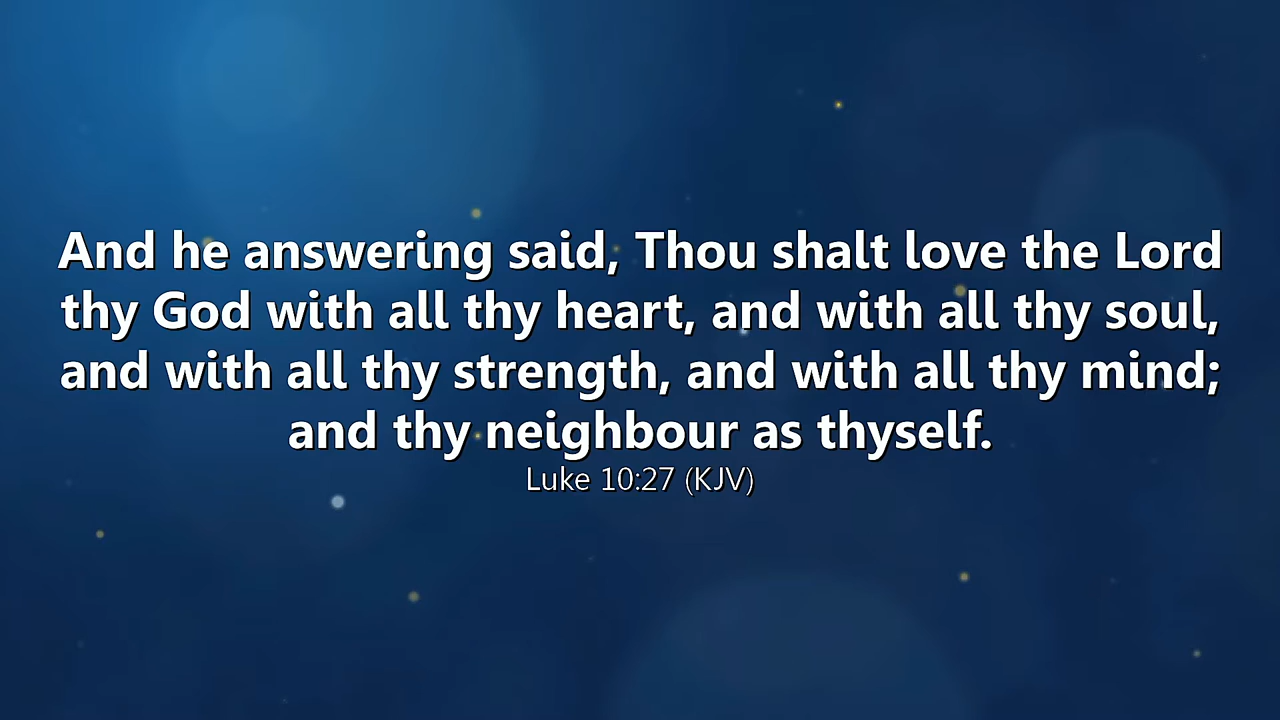 And he answering said, Thou shalt love the Lord
thy God with all thy heart, and with all thy soul,
and with all thy strength, and with all thy mind;
and thy neighbour as thyself.
Luke 10:27 (KJV)